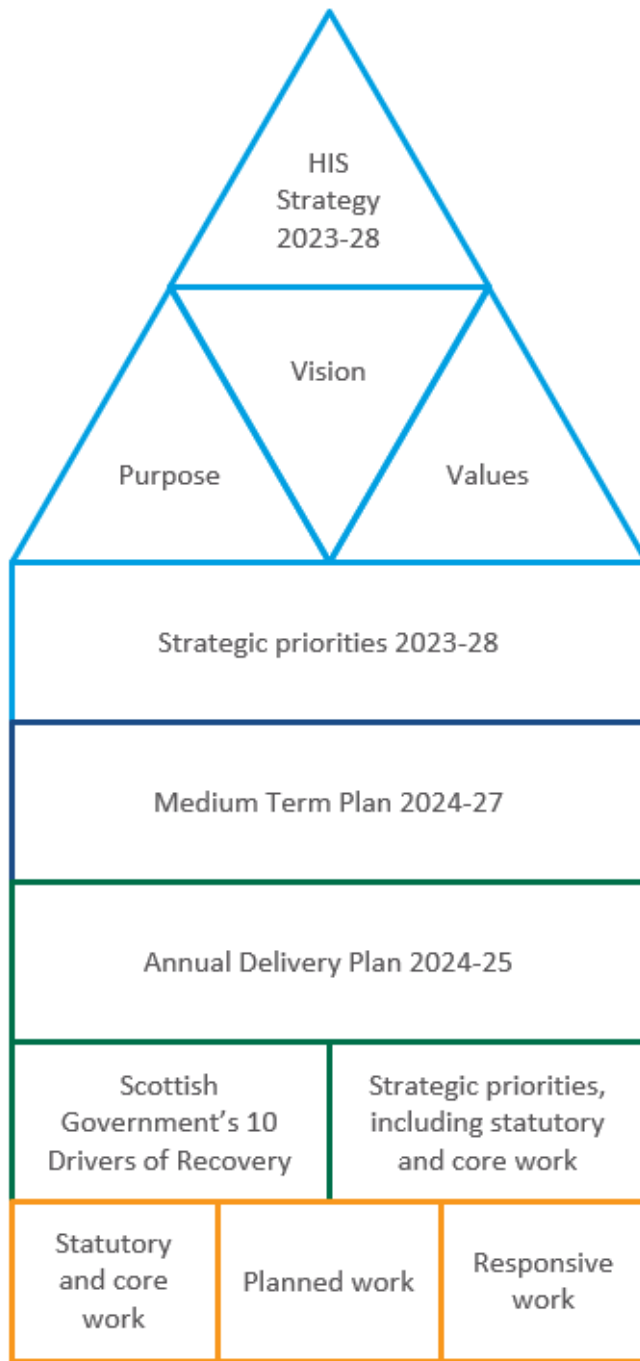 HIS
Strategy
2023-28
Vision
Purpose
Values
Strategic priorities 2023-28
Medium Term Plan 2024-27
Annual Delivery Plan 2024-25
Scottish
Government’s 10
Drivers of Recovery
Strategic priorities,
including statutory
and core work
Statutory
and core
work
Planned work
Responsive
work